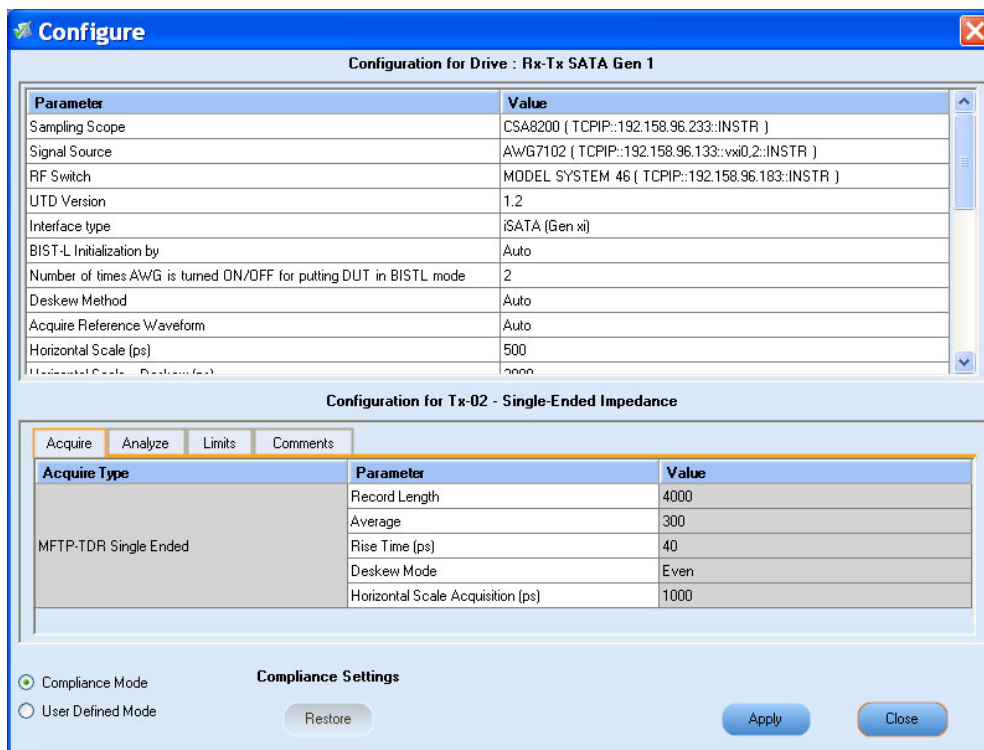 Configure
Configuration for Drive : Rx-Tx SATA Gen 1
Parameter Value
Sampling Scope CSA8200 ( TCPIP::192.158.96.233::INSTR )
Signal Source AWG7102 ( TCPIP::192.158.96.133::vxi0,2::INSTR )
RF Switch MODEL SYSTEM 46 ( TCPIP::192.158.96.183::INSTR )
UTD Version 1.2
Interface type iSATA (Gen xi)
BIST-L Initialization by Auto
Number of times AWG is turned ON/OFF for putting DUT in BISTL mode 2
Deskew Method Auto
Acquire Reference Waveform Auto
Horizontal Scale (ps) 500
Configuration for Tx-02 - Single-Ended Impedance
Acquire Analyze Limits Comments
Acquire Type Parameter Value
Record Length 4000
Average 300
MFTP-TDR Single Ended Rise Time (ps) 40
Deskew Mode Even
Horizontal Scale Acquisition (ps) 1000
Compliance Mode Compliance Settings
User Defined Mode Restore Apply Close